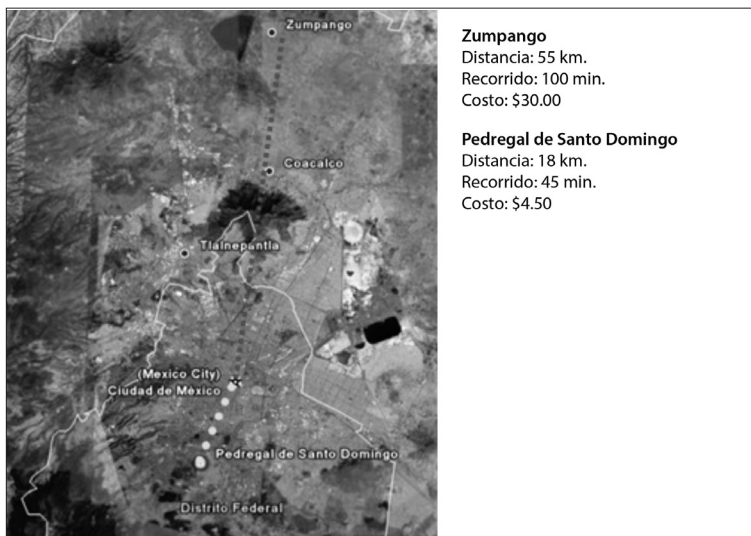 Zumpango
Coacalco
Tlalnepantla
(Mexico City)
Ciudad de México
Pedregal de Santo Domingo
Distrito Federal
Zumpango
Distancia: 55 km.
Recorrido: 100 min.
Costo: $30.00
Pedregal de Santo Domingo
Distancia: 18 km.
Recorrido: 45 min.
Costo: $4.50